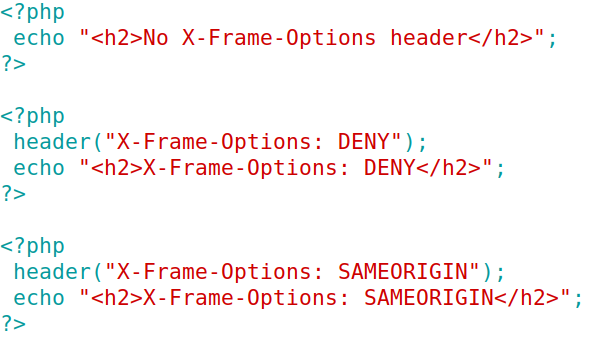 <?php
 echo "<h2>No X-Frame-Options header</h2>";
?>

<?php
 header("X-Frame-Options: DENY");
 echo "<h2>X-Frame-Options: DENY</h2>";
?>

<?php
 header("X-Frame-Options: SAMEORIGIN");
 echo "<h2>X-Frame-Options: SAMEORIGIN</h2>";
?>